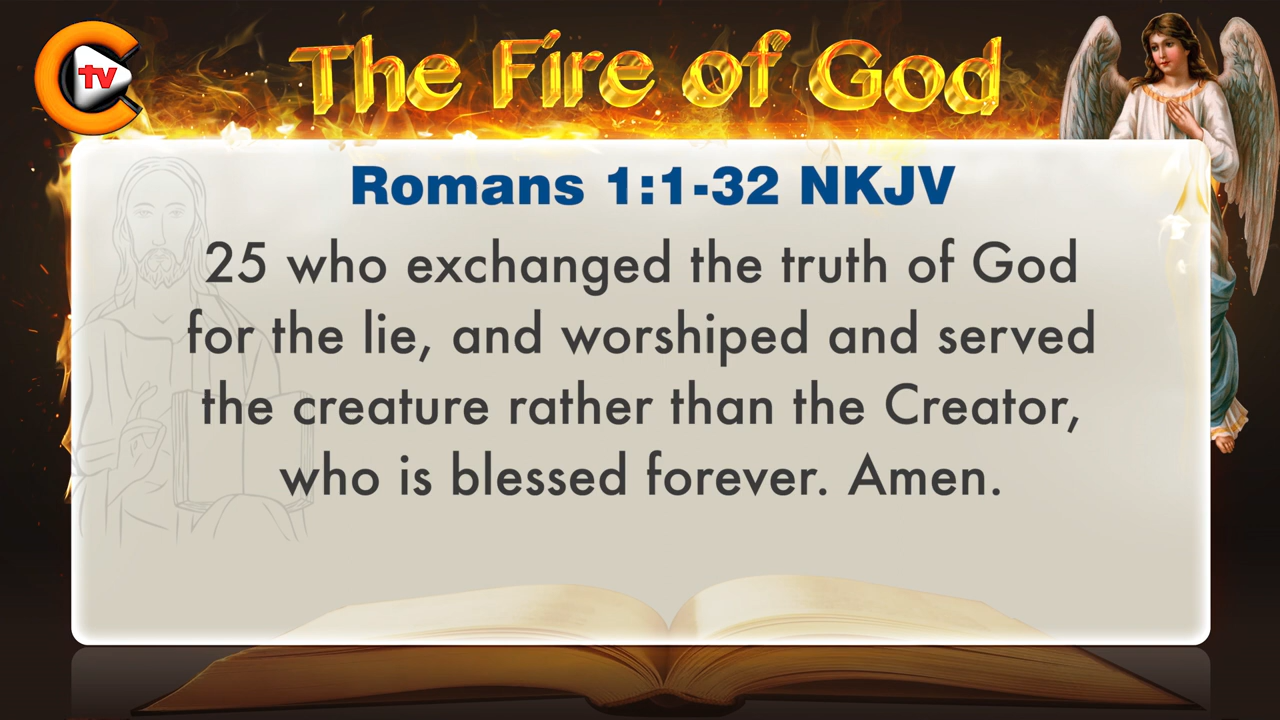 tv
The Fire of God
Romans 1:1-32 NKJV
25 who exchanged the truth of God
for the lie, and worshiped and served
the creature rather than the Creator,
who is blessed forever. Amen.